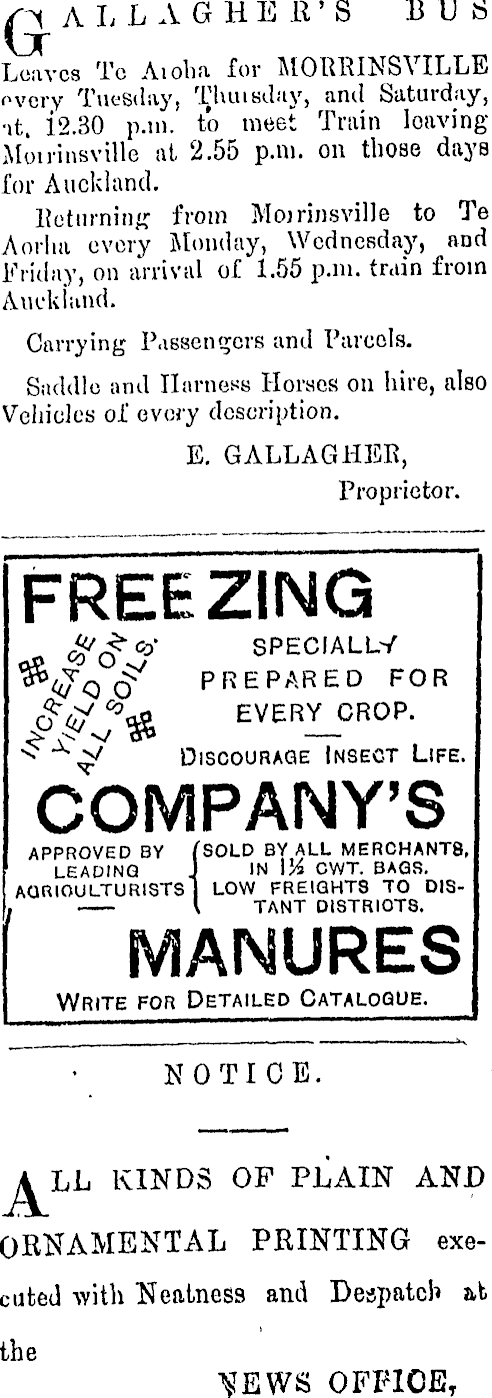 GALLAGHER'S BUS
Leaves Te Aroha for MORRINSVILLE
every Tuesday, Thursday, and Saturday,
at 12.30 p.m. to meet Train leaving
Morrinsville at 2.55 p.m. on those days
for Auckland.
Returning from Morrinsville to Te
Aorha every Monday, Wednesday, and
Friday, on arrival of 1.55 p.m. train from
Auckland.
Carrying Passengers and Parcels.
Saddle and Harness Horses on hire, also
Vehicles of every description.
E. GALLAGHER,
Proprietor.
FREEZING
INCREASE
YIELD ON
ALL SOILS.
SPECIALLY
PREPARED FOR
EVERY CROP.
DISCOURAGE INSECT LIFE.
COMPANY'S
APPROVED BY
LEADING
AGRICULTURISTS
SOLD BY ALL MERCHANTS,
IN 1½ CWT. BAGS.
LOW FREIGHTS TO DIS-
TANT DISTRICTS.
MANURES
WRITE FOR DETAILED CATALOGUE.
NOTICE.
ALL KINDS OF PLAIN AND
ORNAMENTAL PRINTING exe-
cuted with Neatness and Despatch at
the
NEWS OFFICE,